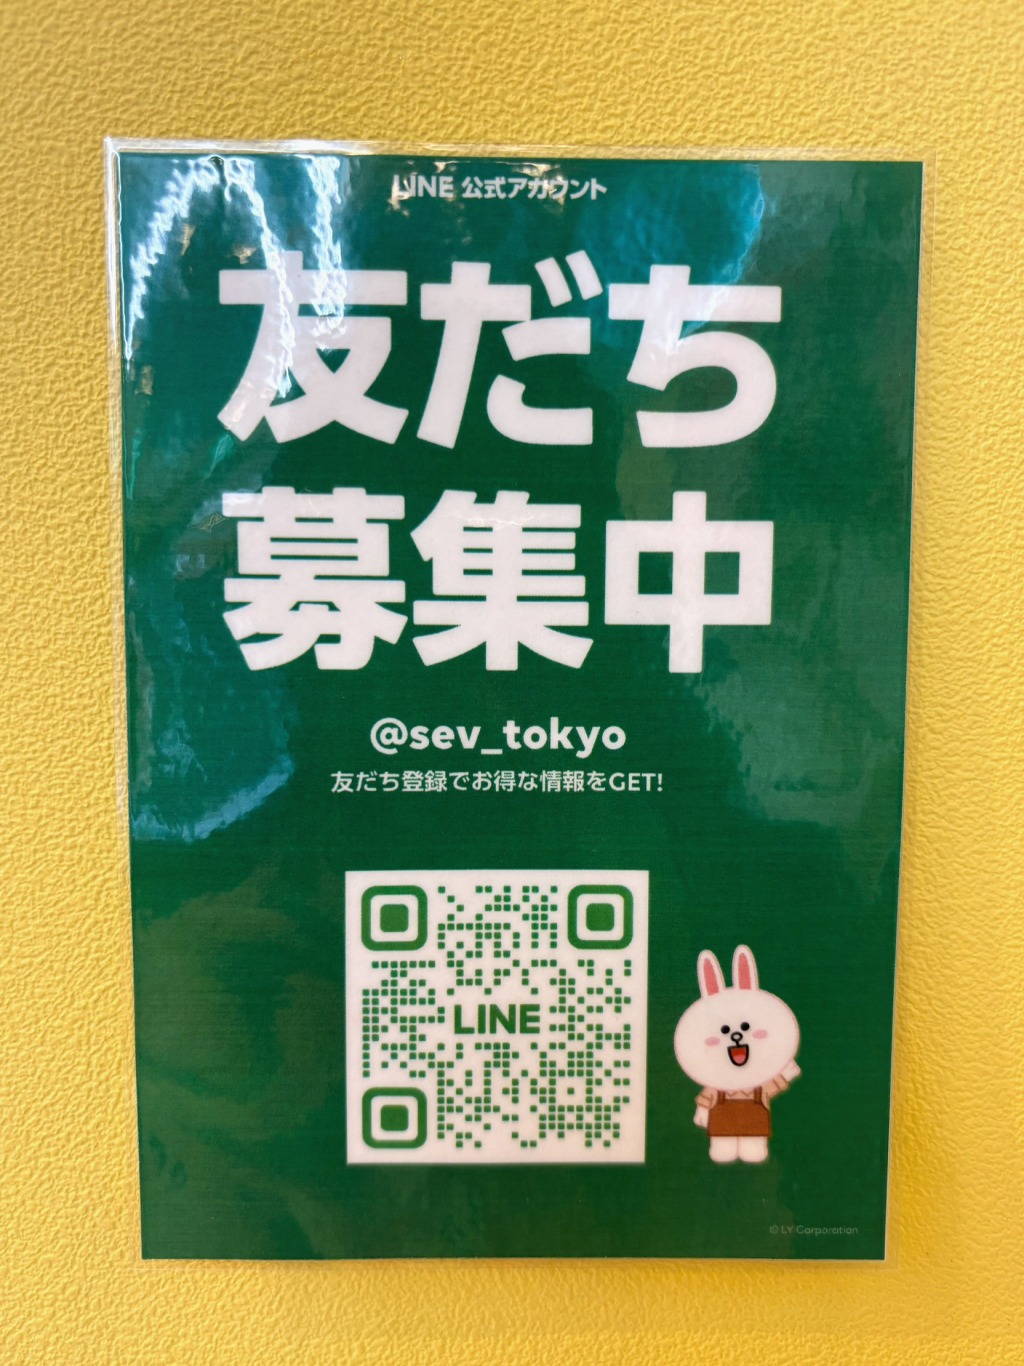 LINE 公式アカウント
友だち
募集中
@sev_tokyo
友だち登録でお得な情報をGET!
LINE
© LY Corporation